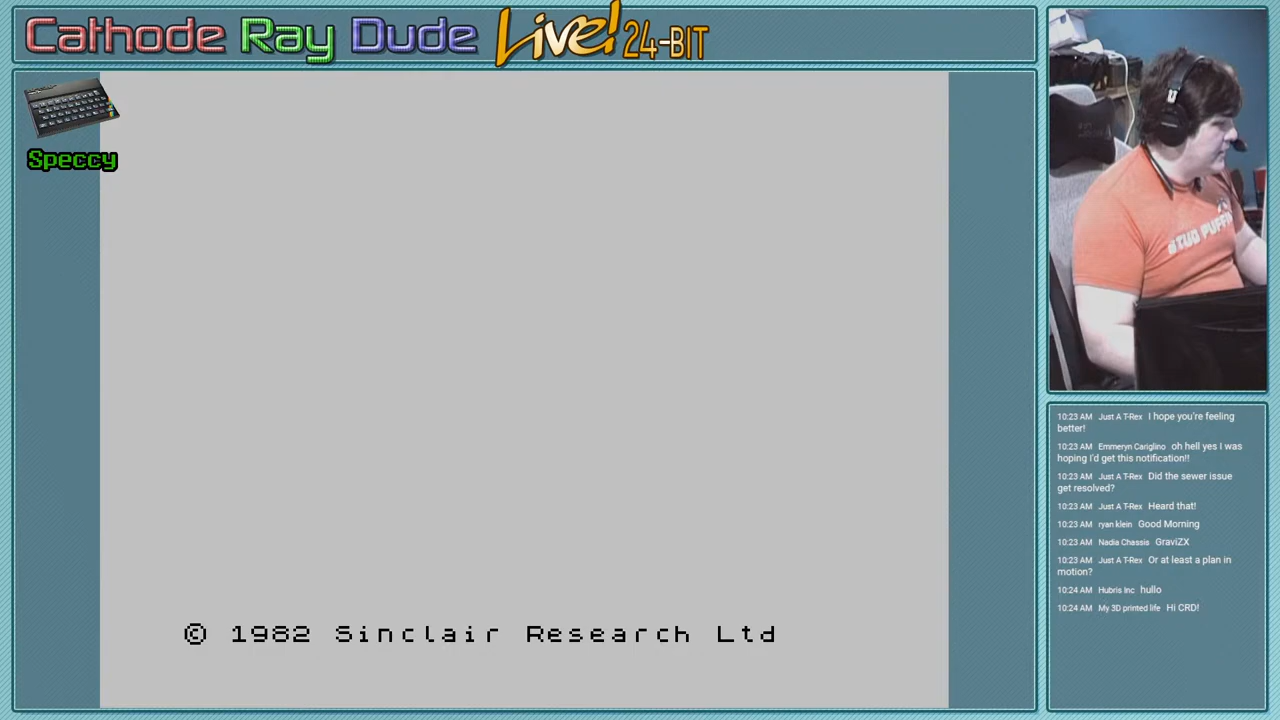 Cathode Ray Dude Live! 24-BIT
Speccy
© 1982 Sinclair Research Ltd
10:23 AM Just A T-Rex I hope you're feeling
better!
10:23 AM Emmeryn Cariglino oh hell yes I was
hoping I'd get this notification!!
10:23 AM Just A T-Rex Did the sewer issue
get resolved?
10:23 AM Just A T-Rex Heard that!
10:23 AM ryan klein Good Morning
10:23 AM Nadia Chassis GraviZX
10:23 AM Just A T-Rex Or at least a plan in
motion?
10:24 AM Hubris Inc hullo
10:24 AM My 3D printed life Hi CRD!